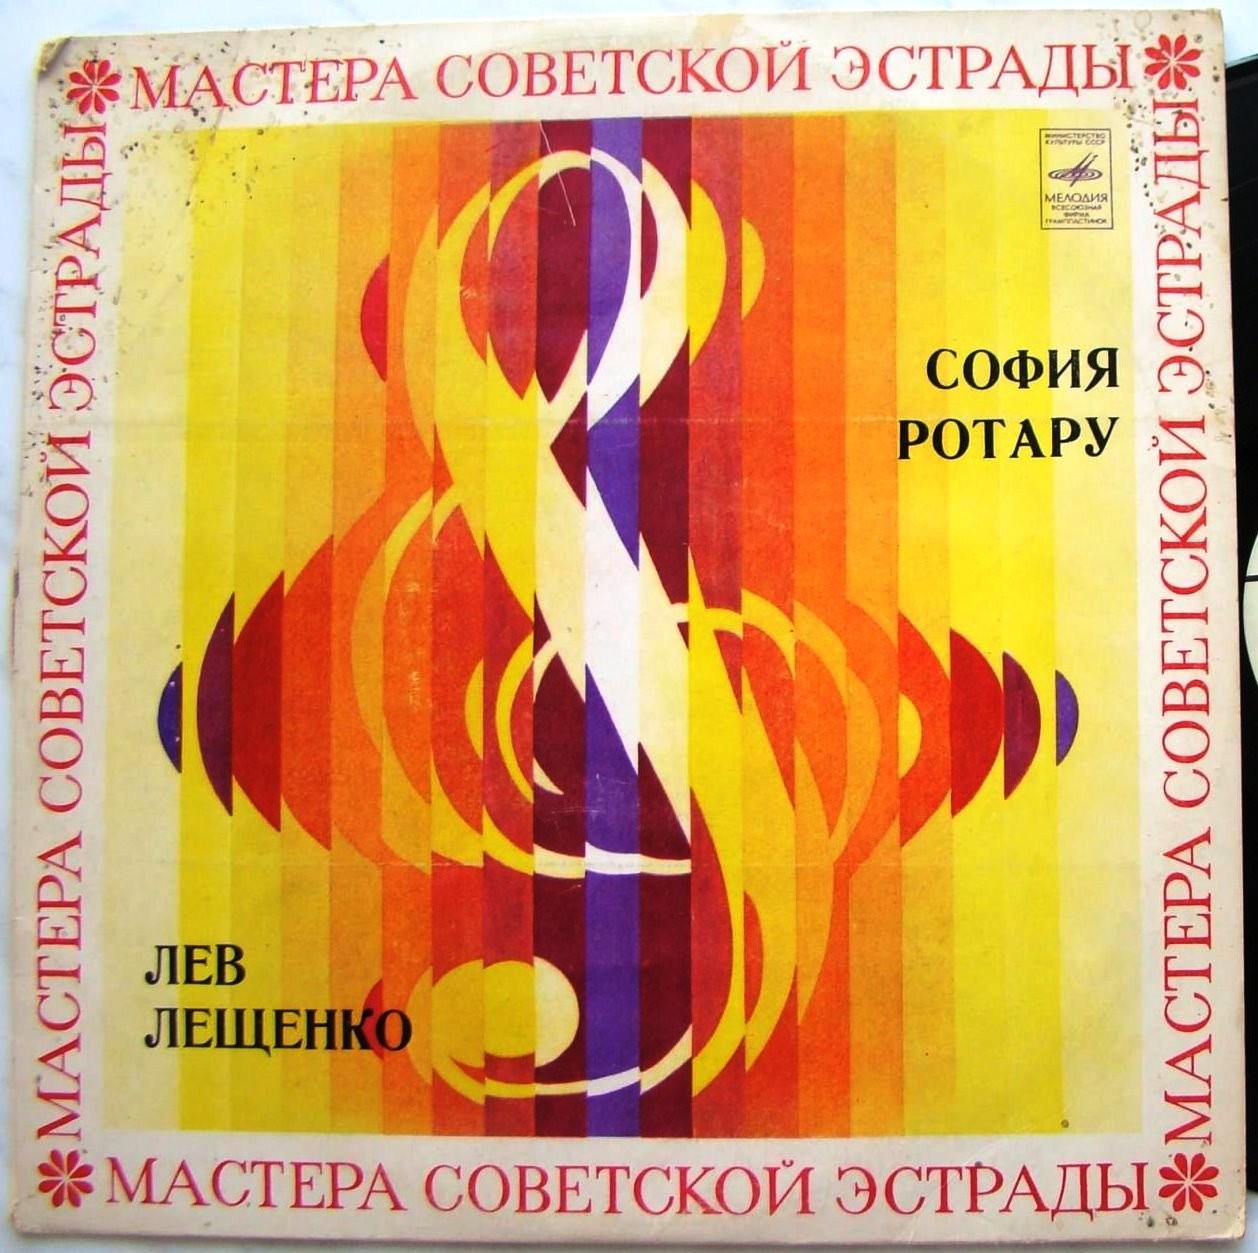 МАСТЕРА СОВЕТСКОЙ ЭСТРАДЫ
МИНИСТЕРСТВО
КУЛЬТУРЫ СССР
МЕЛОДИЯ
ВСЕСОЮЗНАЯ
ФИРМА
ГРАМПЛАСТИНОК
МАСТЕРА СОВЕТСКОЙ ЭСТРАДЫ
СОФИЯ
РОТАРУ
ЛЕВ
ЛЕЩЕНКО
МАСТЕРА СОВЕТСКОЙ ЭСТРАДЫ
МАСТЕРА СОВЕТСКОЙ ЭСТРАДЫ